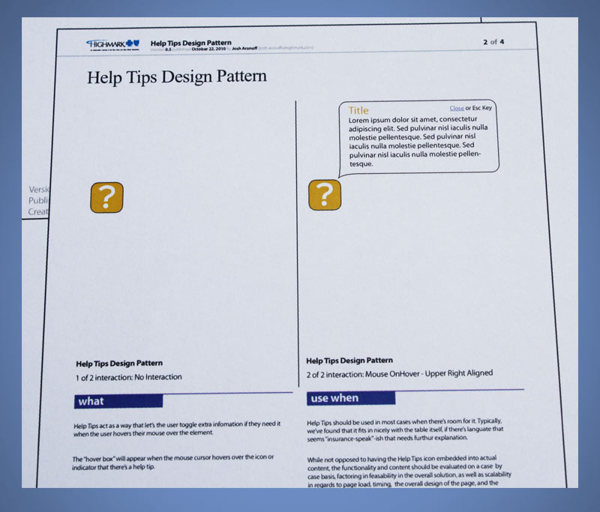 HIGHMARK
Help Tips Design Pattern
0.5 October 22, 2010 Josh Aronoff
2 of 4
Help Tips Design Pattern
Title
Close or Esc Key
Lorem ipsum dolor sit amet, consectetur
adipiscing elit. Sed pulvinar nisl iaculis nulla
molestie pellentesque. Sed pulvinar nisl
iaculis nulla molestie pellentesque. Sed
pulvinar nisl iaculis nulla molestie pellen-
tesque.
?
?
Versi
Publi
Creat
Help Tips Design Pattern
1 of 2 interaction: No Interaction
Help Tips Design Pattern
2 of 2 interaction: Mouse OnHover - Upper Right Aligned
what
Help Tips act as a way that let's the user toggle extra infomation if they need it
when the user hovers their mouse over the element.
The "hover box" will appear when the mouse cursor hovers over the icon or
indicator that there's a help tip.
use when
Help Tips should be used in most cases when there's room for it. Typically,
we've found that it fits in nicely with the table itself, if there's languate that
seems "insurance-speak"-ish that needs furthur explanation.
While not opposed to having the Help Tips icon embedded into actual
content, the functionality and content should be evaluated on a case by
case basis, factoring in feasability in the overall solution, as well as scalability
in regards to page load, timing, the overall design of the page, and the